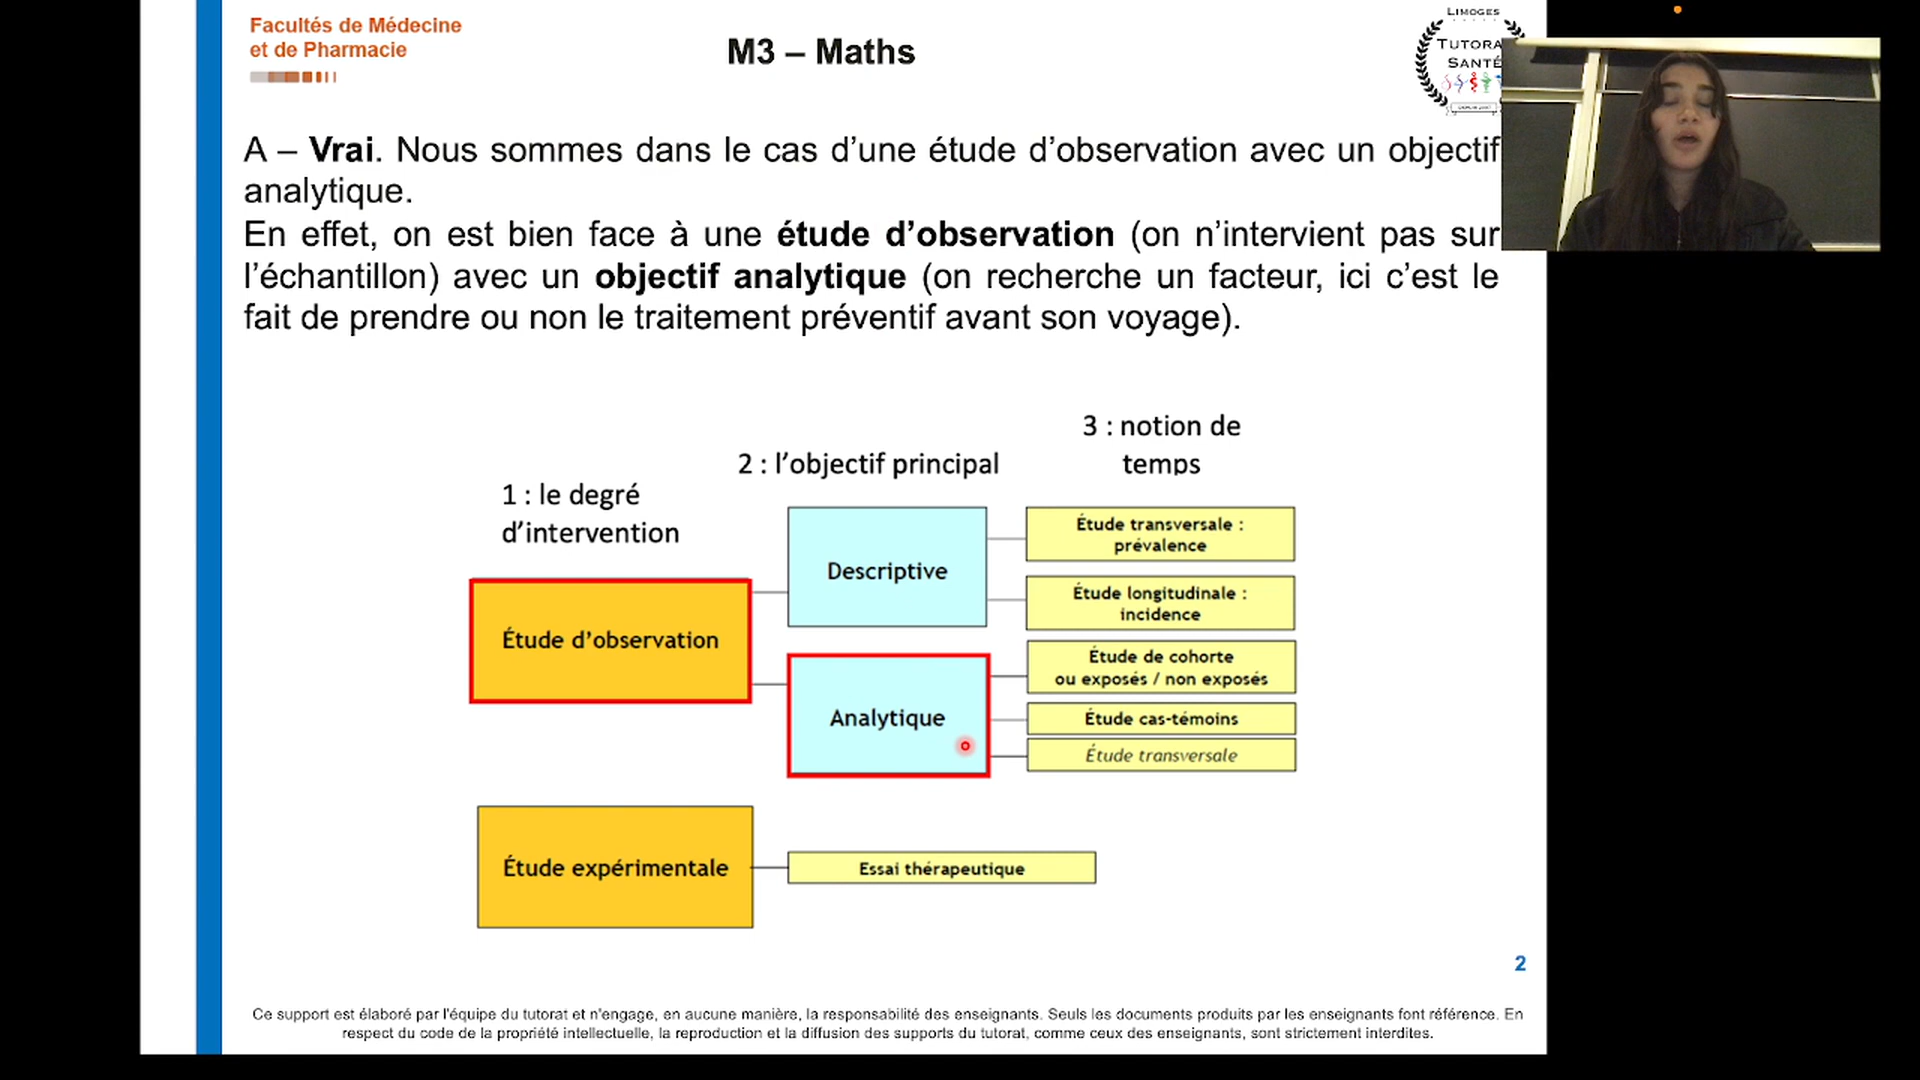 Facultés de Médecine
et de Pharmacie
M3 – Maths
LIMOGES
SANTÉ
A – Vrai. Nous sommes dans le cas d’une étude d’observation avec un objectif
analytique.
En effet, on est bien face à une étude d’observation (on n’intervient pas sur
l’échantillon) avec un objectif analytique (on recherche un facteur, ici c’est le
fait de prendre ou non le traitement préventif avant son voyage).
3 : notion de
temps
2 : l’objectif principal
1 : le degré
d’intervention
Étude transversale :
prévalence
Descriptive
Étude longitudinale :
incidence
Étude d’observation
Étude de cohorte
ou exposés / non exposés
Analytique
Étude cas-témoins
Étude transversale
Étude expérimentale
Essai thérapeutique
2
Ce support est élaboré par l'équipe du tutorat et n'engage, en aucune manière, la responsabilité des enseignants. Seuls les documents produits par les enseignants font référence. En
respect du code de la propriété intellectuelle, la reproduction et la diffusion des supports du tutorat, comme ceux des enseignants, sont strictement interdites.